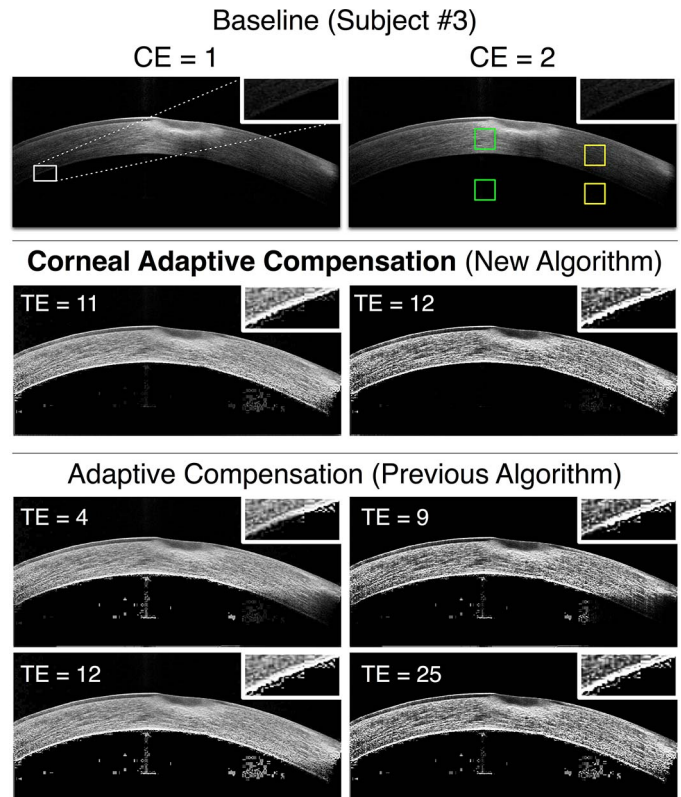 Baseline (Subject #3)
CE = 1 CE = 2
Corneal Adaptive Compensation (New Algorithm)
TE = 11 TE = 12
Adaptive Compensation (Previous Algorithm)
TE = 4 TE = 9
TE = 12 TE = 25